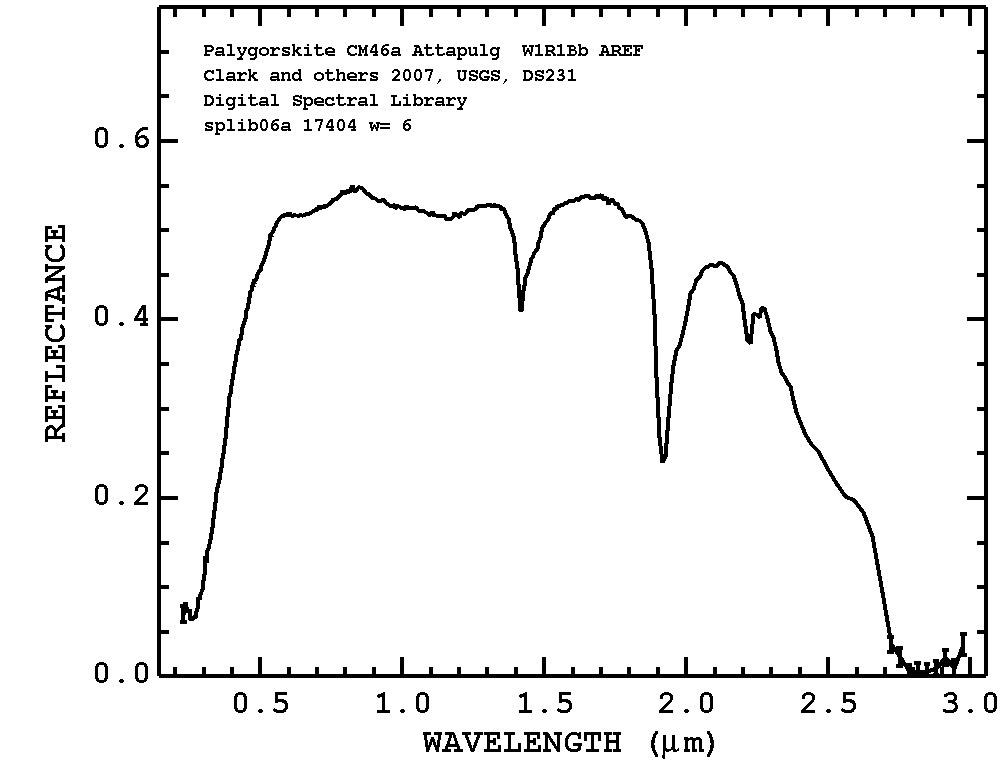 Palygorskite CM46a Attapulg  W1R1Bb AREF
Clark and others 2007, USGS, DS231
Digital Spectral Library
splib06a 17404 w= 6
0.6
0.4
0.2
0.0
REFLECTANCE
0.5 1.0 1.5 2.0 2.5 3.0
WAVELENGTH (μm)